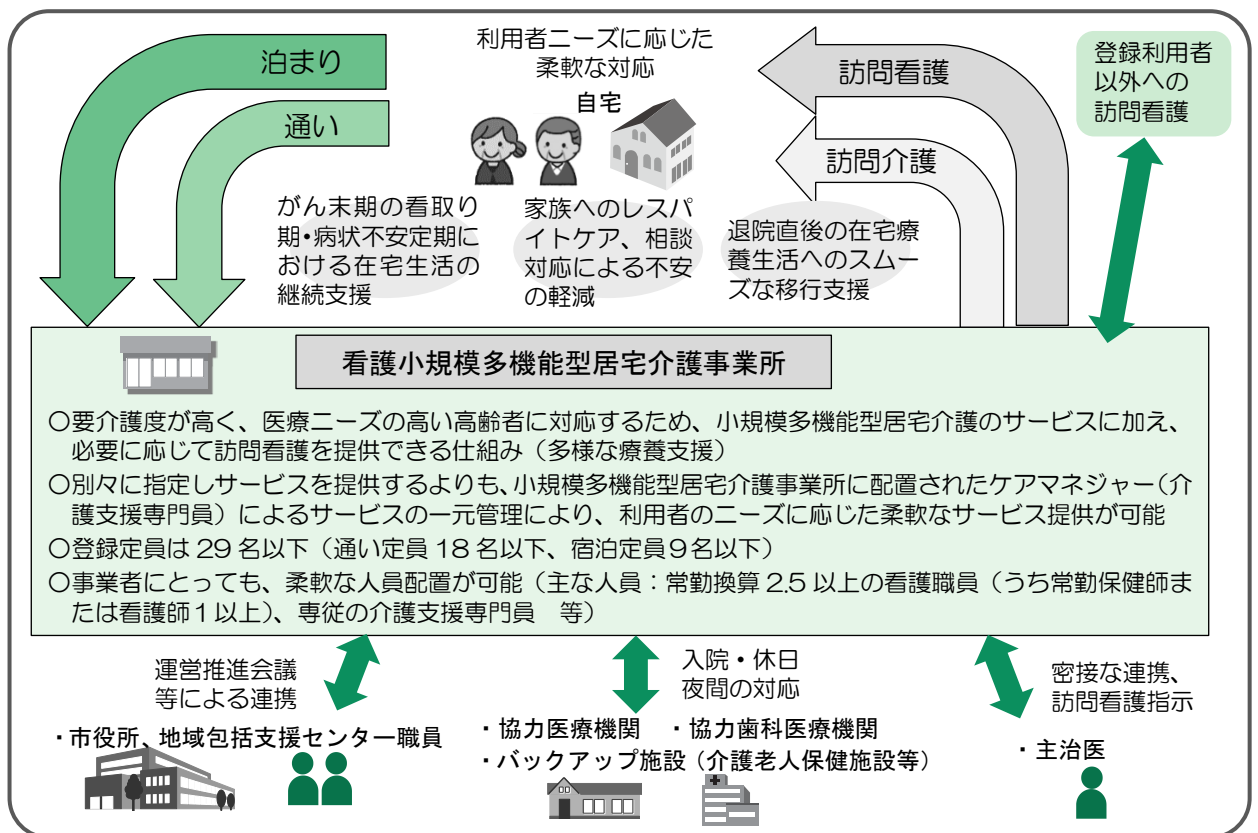 泊まり
通い
利用者ニーズに応じた
柔軟な対応
自宅
訪問看護
訪問介護
登録利用者
以外への
訪問看護
がん末期の看取り
期・病状不安定期に
おける在宅生活の
継続支援
家族へのレスパ
イトケア、相談
対応による不安
の軽減
退院直後の在宅療
養生活へのスムー
ズな移行支援
看護小規模多機能型居宅介護事業所
○要介護度が高く、医療ニーズの高い高齢者に対応するため、小規模多機能型居宅介護のサービスに加え、
必要に応じて訪問看護を提供できる仕組み（多様な療養支援）
○別々に指定しサービスを提供するよりも、小規模多機能型居宅介護事業所に配置されたケアマネジャー（介
護支援専門員）によるサービスの一元管理により、利用者のニーズに応じた柔軟なサービス提供が可能
○登録定員は 29 名以下（通い定員 18 名以下、宿泊定員９名以下）
○事業者にとっても、柔軟な人員配置が可能（主な人員：常勤換算 2.5 以上の看護職員（うち常勤保健師ま
たは看護師１以上）、専従の介護支援専門員　等）
運営推進会議
等による連携
・市役所、地域包括支援センター職員
入院・休日
夜間の対応
・協力医療機関　・協力歯科医療機関
・バックアップ施設（介護老人保健施設等）
密接な連携、
訪問看護指示
・主治医